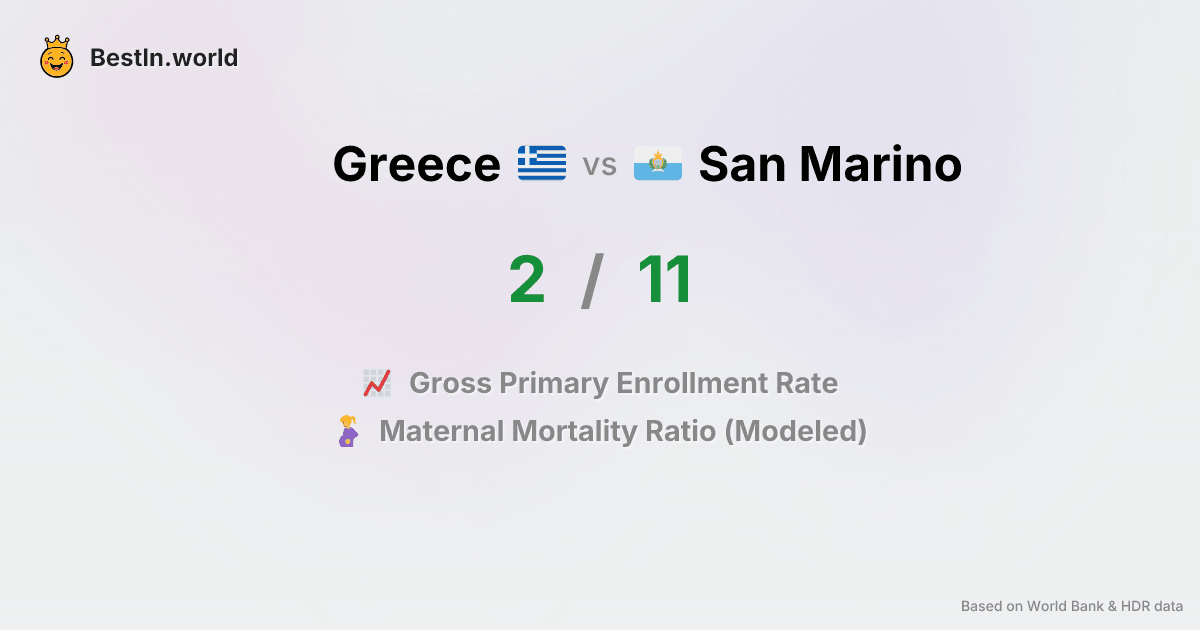 BestIn.world
Greece vs San Marino
2 / 11
Gross Primary Enrollment Rate
Maternal Mortality Ratio (Modeled)
Based on World Bank & HDR data